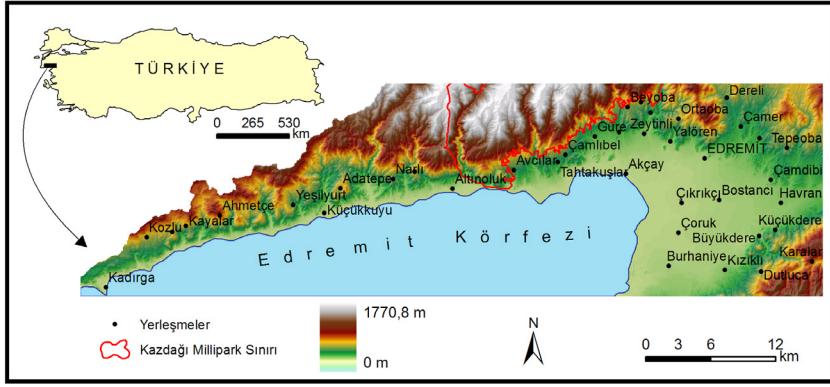 TÜRKİYE
0 265 530
km
Beyoba
Dereli
Ortaoba
Çamer
Güre
Zeytinli
Yalören
Tepeoba
Çamlıbel
EDREMİT
Avcılar
Narlı
Tahtakuşlar
Akçay
Adatepe
Altınoluk
Çamdibi
Yeşilyurt
Çıkrıkçı
Bostancı
Havran
Ahmetçe
Küçükkuyu
Kayalar
Kozlu
Çoruk
Küçükdere
Büyükdere
Edremit Körfezi
Karalar
Burhaniye
Kızıklı
Dutluca
Kadırga
1770,8 m
Yerleşmeler
N
Kazdağı Millipark Sınırı
0 m
0 3 6 12
km